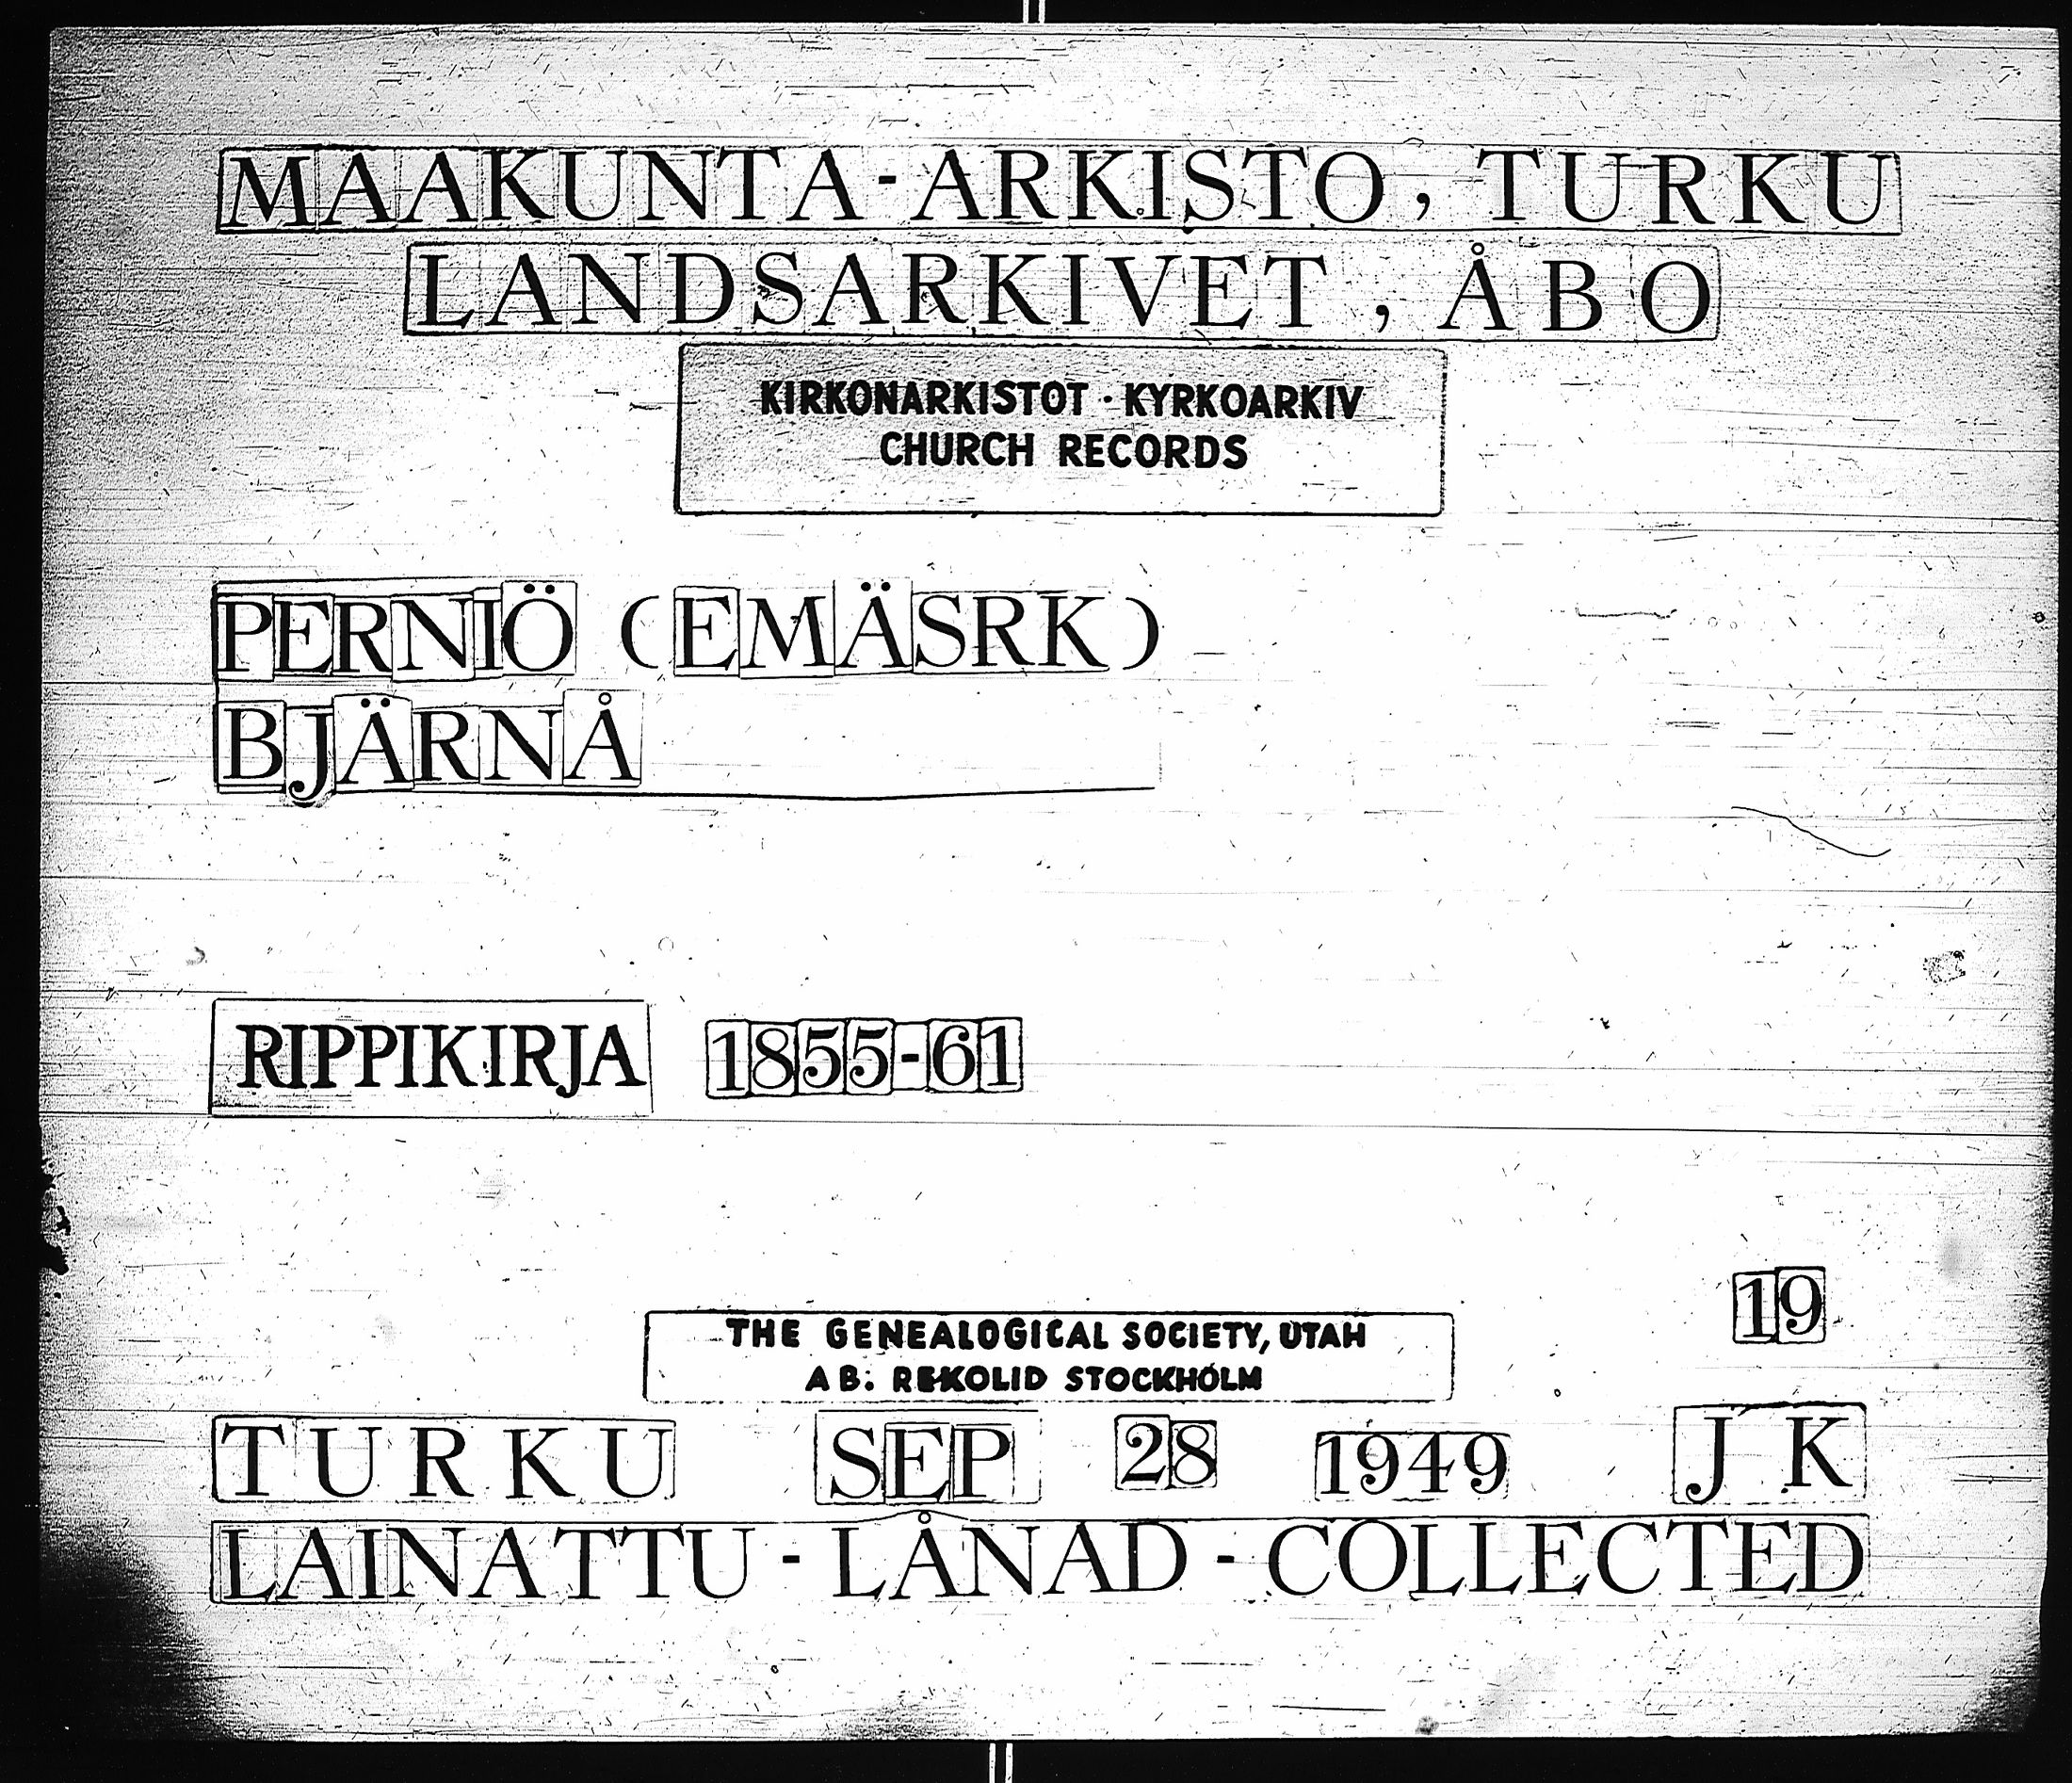 MAAKUNTA-ARKISTO, TURKU
LANDSARKIVET, ÅBO
KIRKONARKISTOT · KYRKOARKIV
CHURCH RECORDS
PERNIÖ (EMÄSRK)
BJÄRNÅ
RIPPIKIRJA 1855-61
19
THE GENEALOGICAL SOCIETY, UTAH
AB. REKOLID STOCKHOLM
TURKU SEP 28 1949 JK
LAINATTU - LÅNAD - COLLECTED